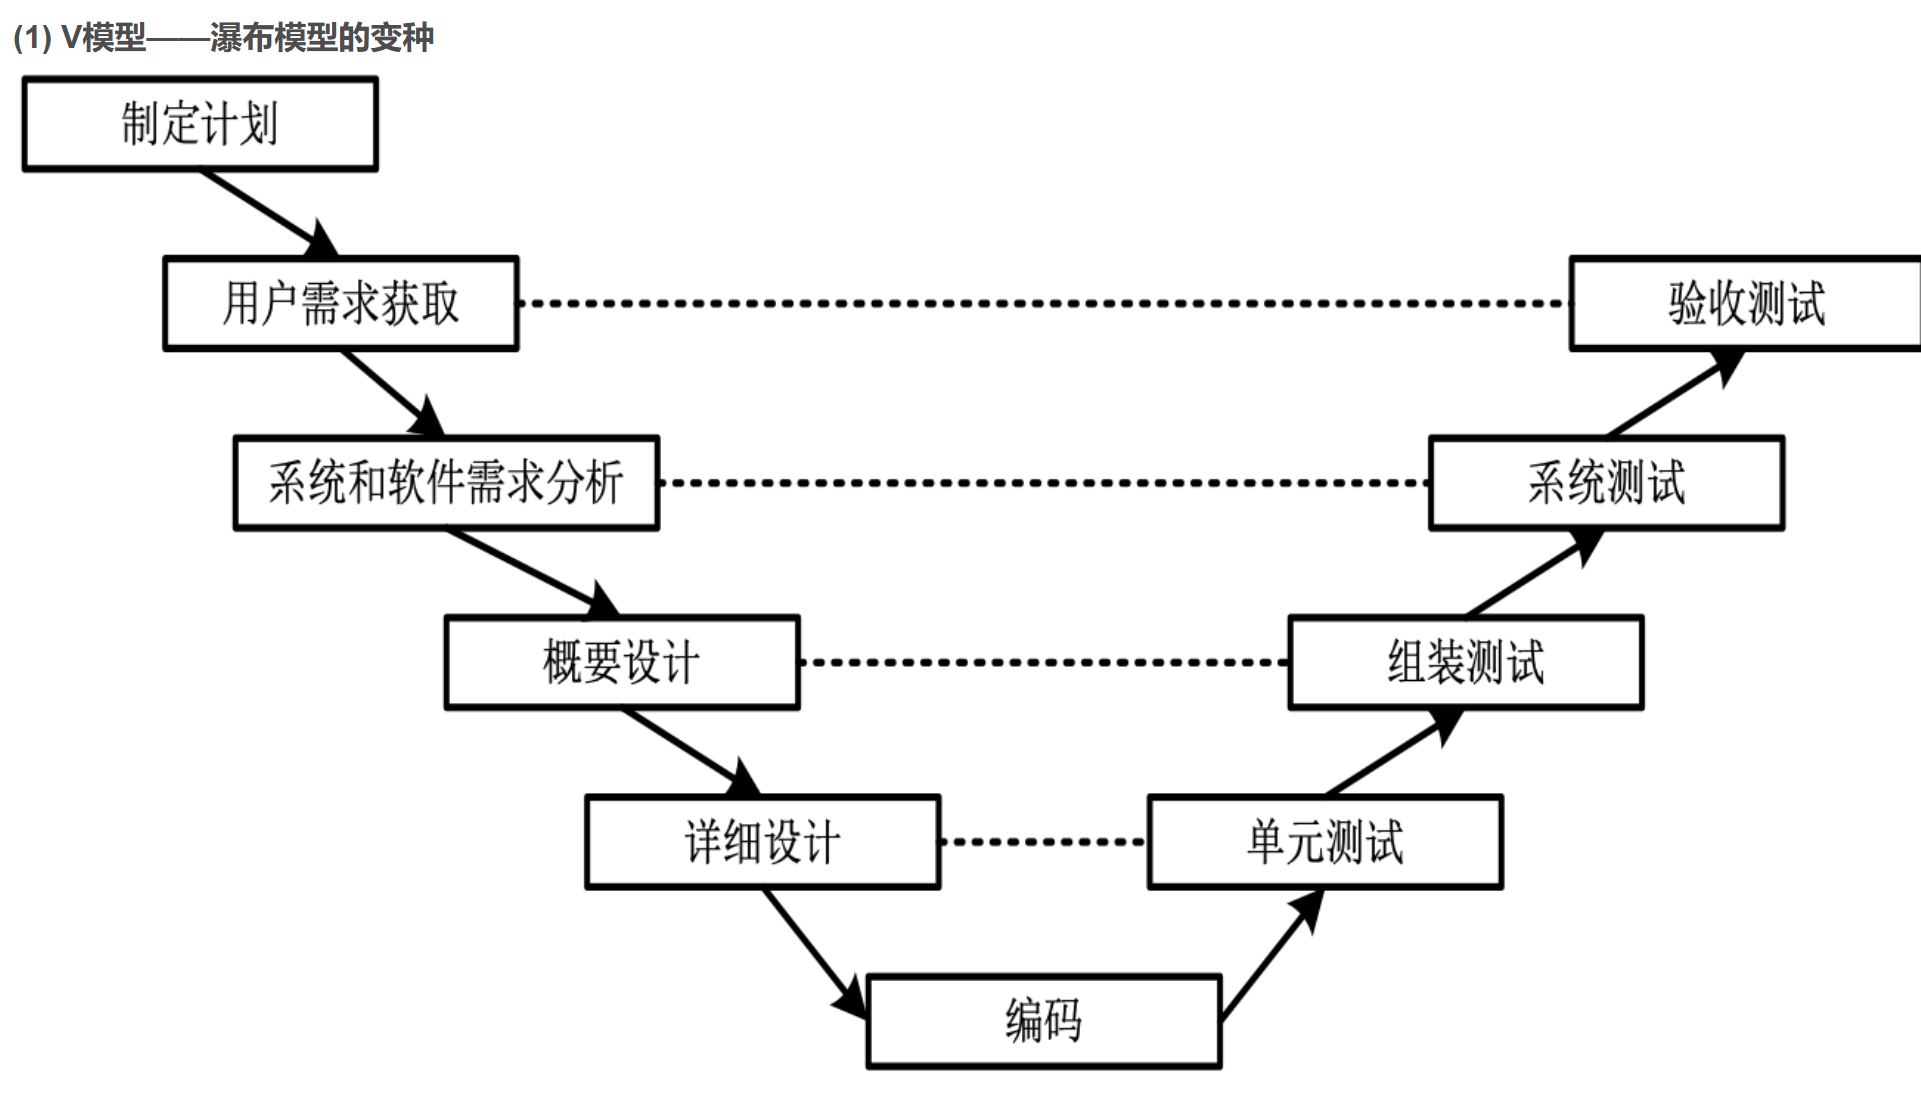 (1) V模型——瀑布模型的变种
制定计划
用户需求获取
验收测试
系统和软件需求分析
系统测试
概要设计
组装测试
详细设计
单元测试
编码